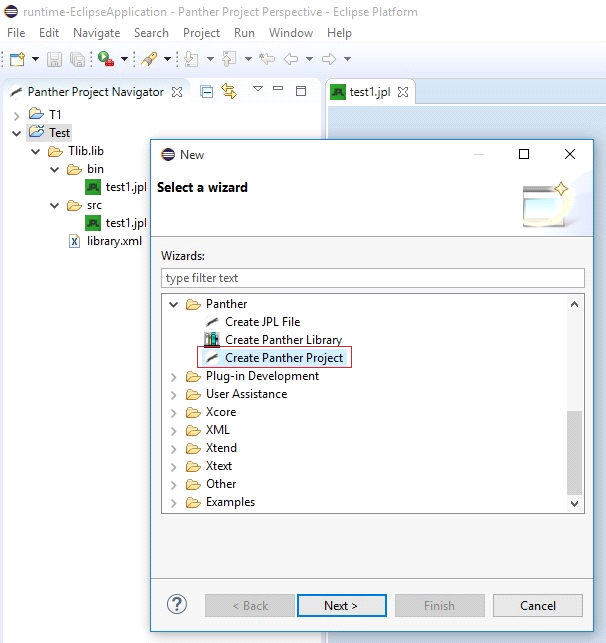 runtime-EclipseApplication - Panther Project Perspective - Eclipse Platform
File Edit Navigate Search Project Run Window Help
Panther Project Navigator
test1.jpl
T1
Test
Tlib.lib
bin
JPL test1.jpl
src
JPL test1.jpl
library.xml
New
Select a wizard
Wizards:
type filter text
Panther
Create JPL File
Create Panther Library
Create Panther Project
Plug-in Development
User Assistance
Xcore
XML
Xtend
Xtext
Other
Examples
? < Back Next > Finish Cancel